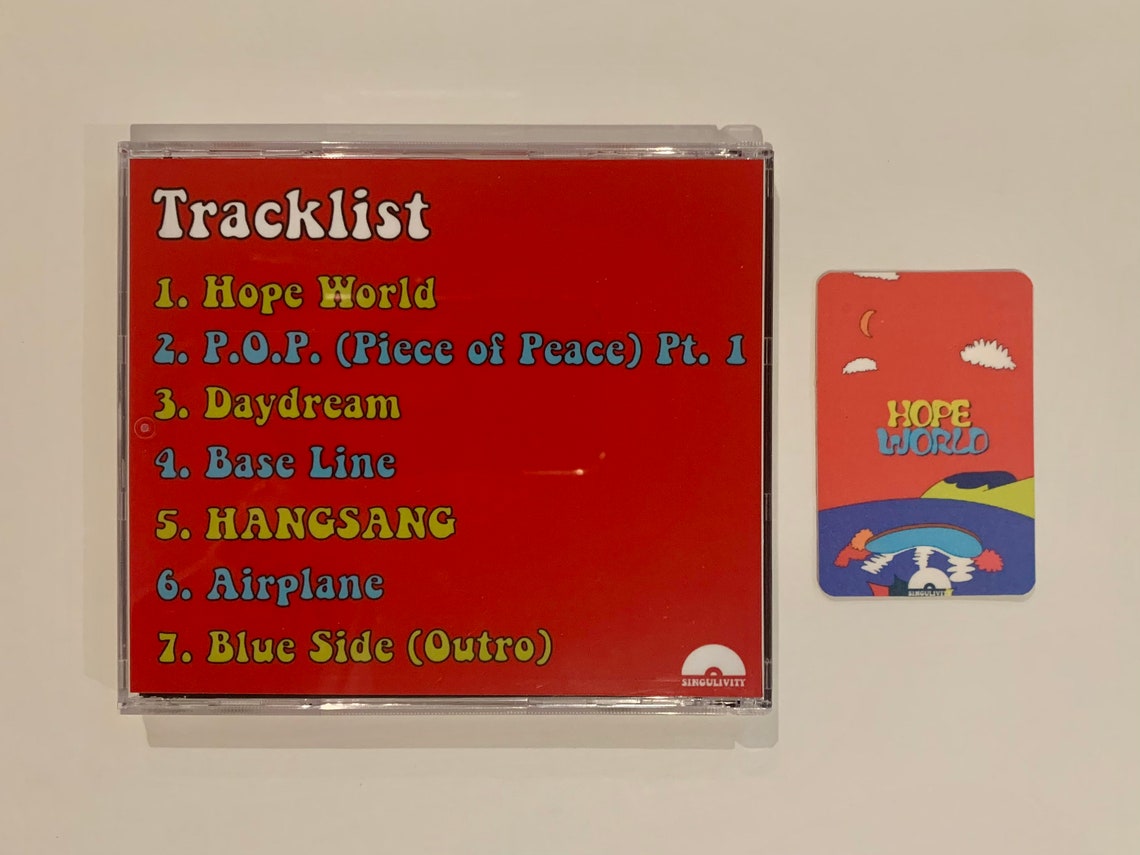 Tracklist
1. Hope World
2. P.O.P. (Piece of Peace) Pt. 1
3. Daydream
4. Base Line
5. HANGSANG
6. Airplane
7. Blue Side (Outro)
SINGULIVITY
HOPE
WORLD
SINGULIVITY